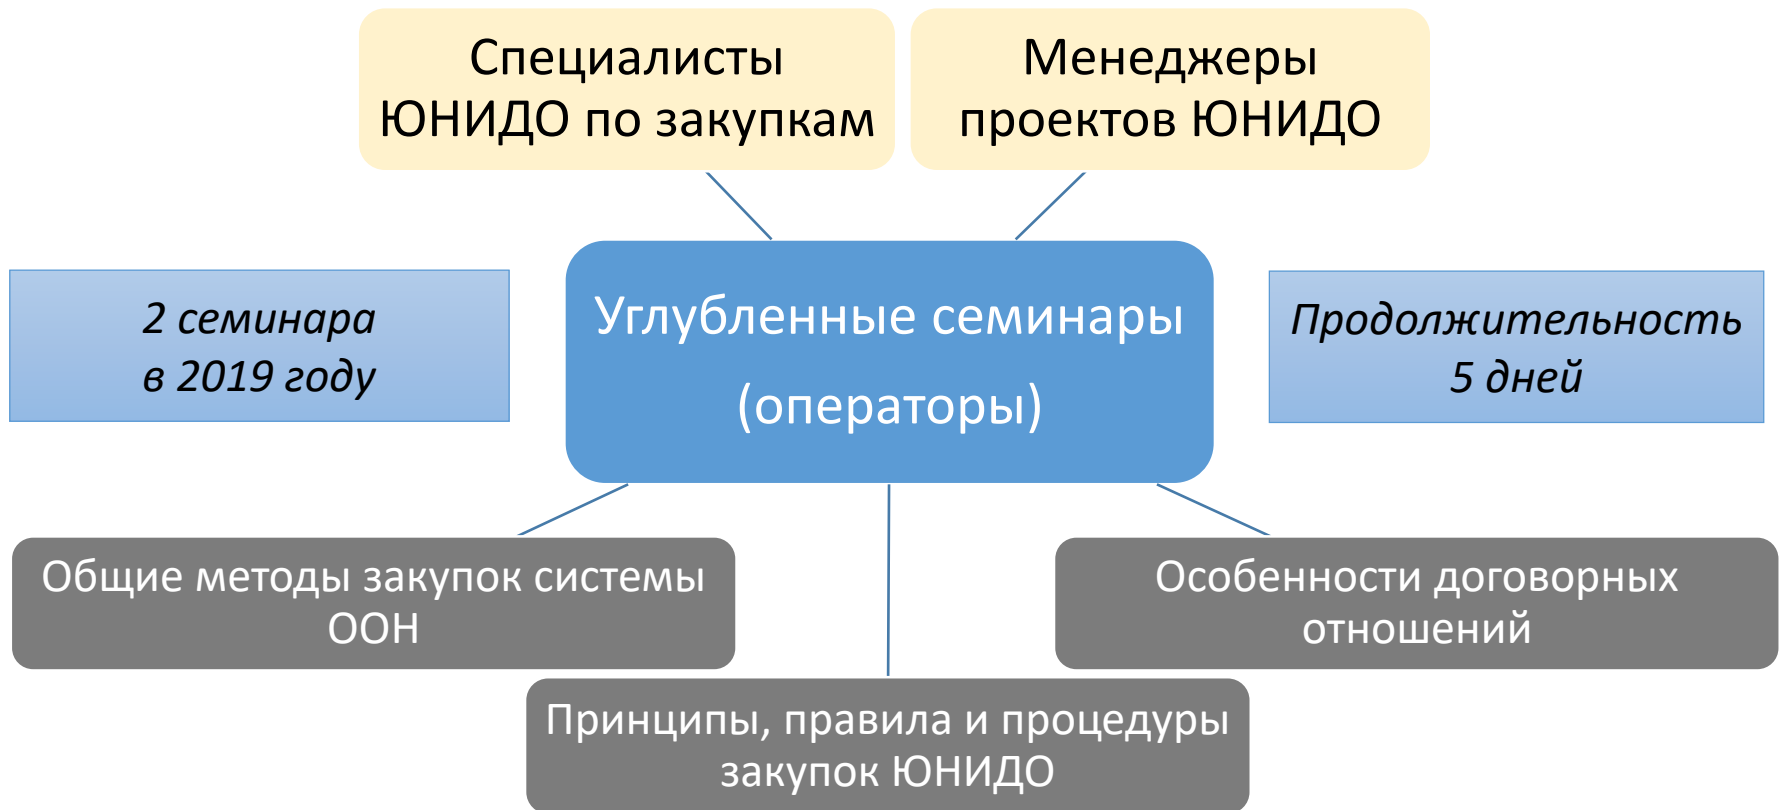 Специалисты
ЮНИДО по закупкам
Менеджеры
проектов ЮНИДО
2 семинара
в 2019 году
Углубленные семинары
(операторы)
Продолжительность
5 дней
Общие методы закупок системы
ООН
Особенности договорных
отношений
Принципы, правила и процедуры
закупок ЮНИДО